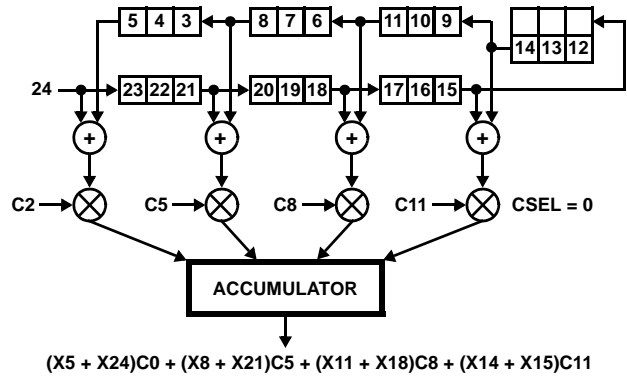 5 4 3 8 7 6 11 10 9
14 13 12
24 23 22 21 20 19 18 17 16 15
+ + + +
C2 C5 C8 C11 CSEL = 0
ACCUMULATOR
(X5 + X24)C0 + (X8 + X21)C5 + (X11 + X18)C8 + (X14 + X15)C11